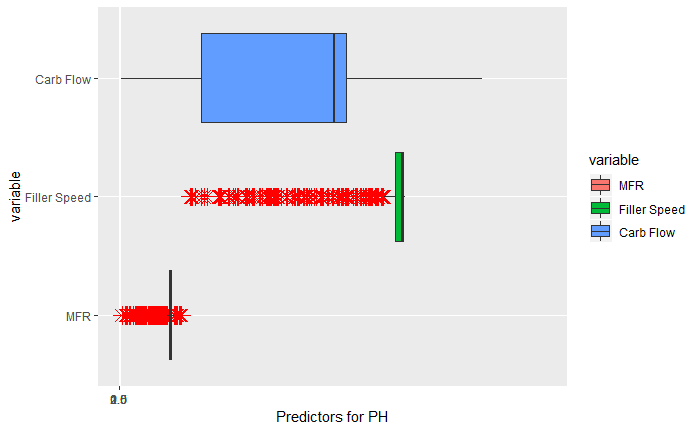 variable
Carb Flow
Filler Speed
MFR
Predictors for PH
variable
MFR
Filler Speed
Carb Flow